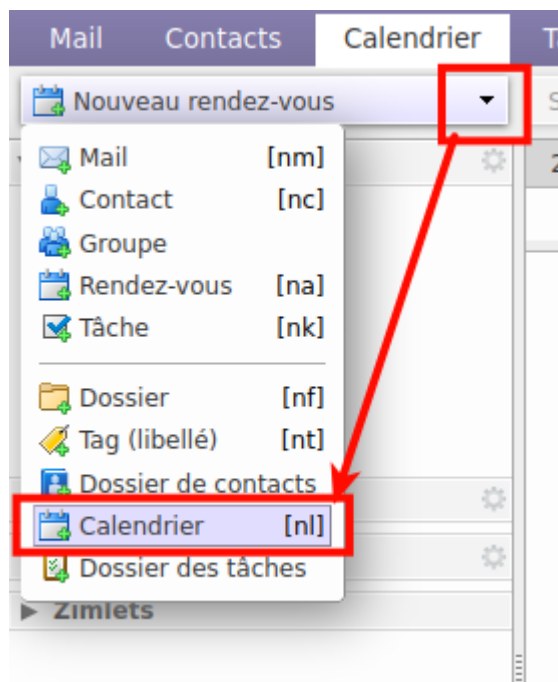 Mail Contacts Calendrier
Nouveau rendez-vous
Mail [nm]
Contact [nc]
Groupe
Rendez-vous [na]
Tâche [nk]
Dossier [nf]
Tag (libellé) [nt]
Dossier de contacts
Calendrier [nl]
Dossier des tâches
Zimlets